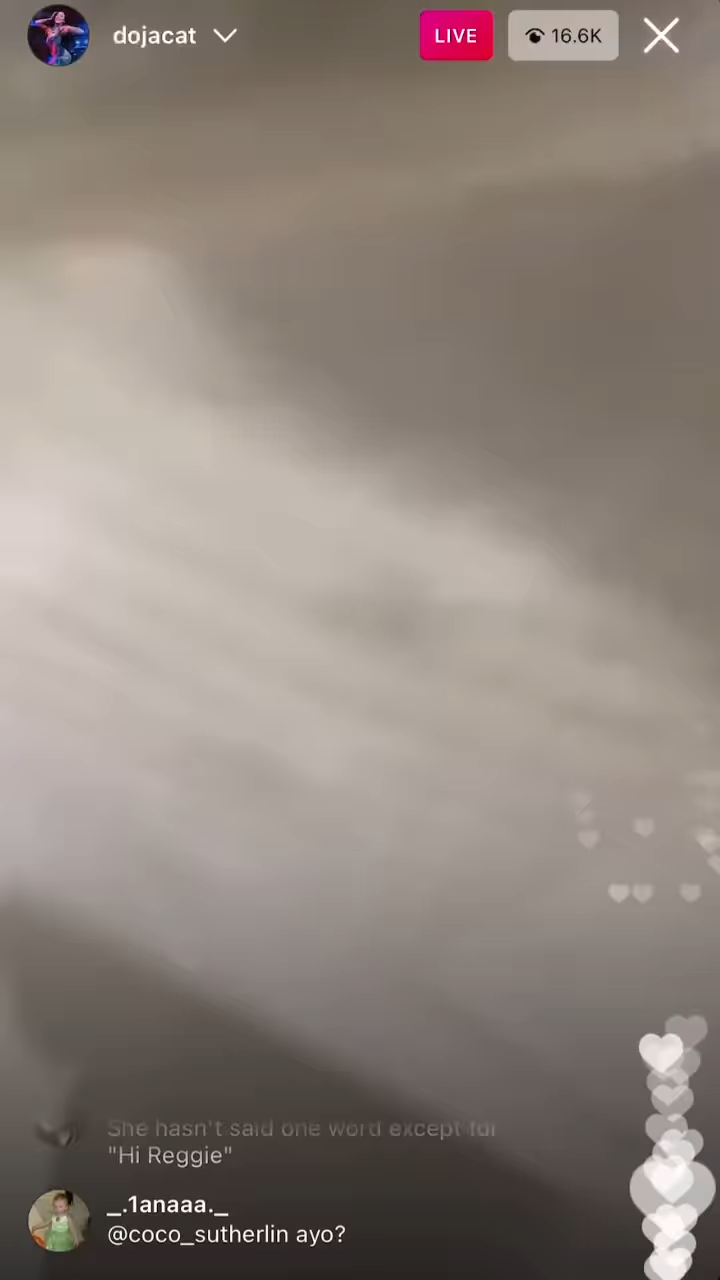 dojacat
LIVE
16.6K
She hasn't said one word except for
"Hi Reggie"
_.1anaaa._
@coco_sutherlin ayo?